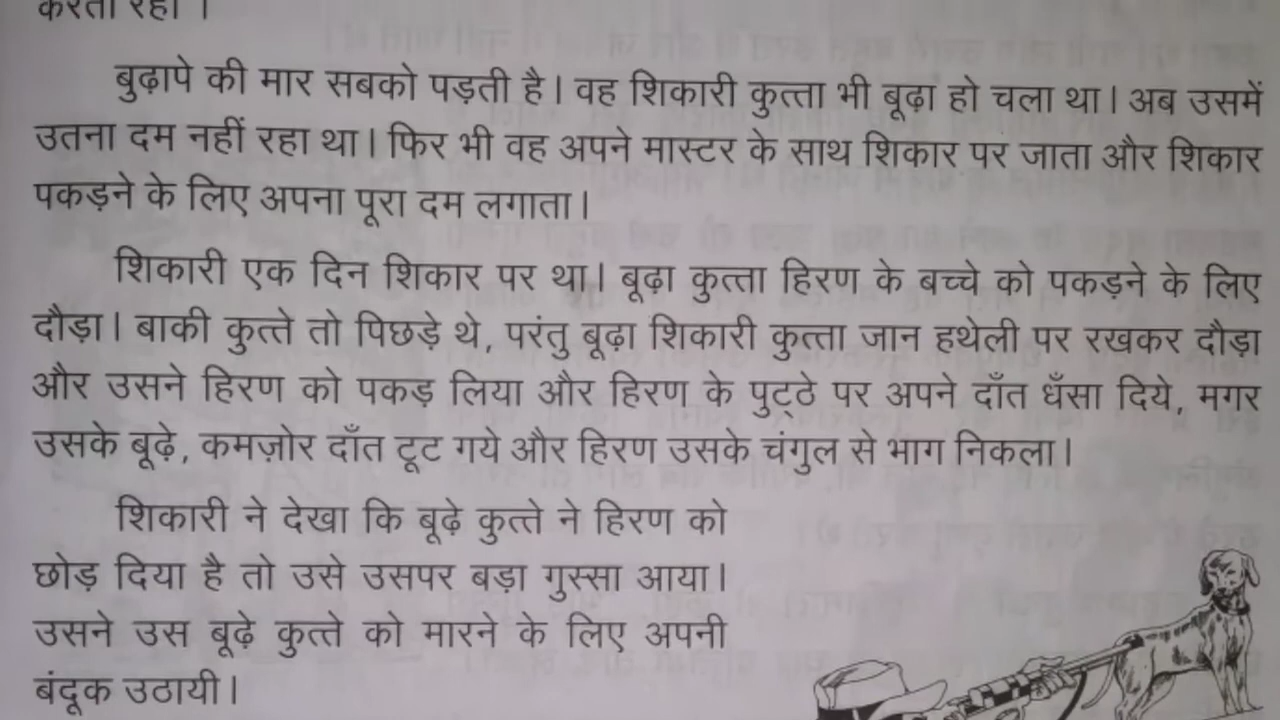 करता रहा ।
बुढ़ापे की मार सबको पड़ती है। वह शिकारी कुत्ता भी बूढ़ा हो चला था। अब उसमें
उतना दम नहीं रहा था। फिर भी वह अपने मास्टर के साथ शिकार पर जाता और शिकार
पकड़ने के लिए अपना पूरा दम लगाता।
शिकारी एक दिन शिकार पर था। बूढ़ा कुत्ता हिरण के बच्चे को पकड़ने के लिए
दौड़ा। बाकी कुत्ते तो पिछड़े थे, परंतु बूढ़ा शिकारी कुत्ता जान हथेली पर रखकर दौड़ा
और उसने हिरण को पकड़ लिया और हिरण के पुट्ठे पर अपने दाँत धँसा दिये, मगर
उसके बूढ़े, कमज़ोर दाँत टूट गये और हिरण उसके चंगुल से भाग निकला।
शिकारी ने देखा कि बूढ़े कुत्ते ने हिरण को
छोड़ दिया है तो उसे उसपर बड़ा गुस्सा आया।
उसने उस बूढ़े कुत्ते को मारने के लिए अपनी
बंदूक उठायी।